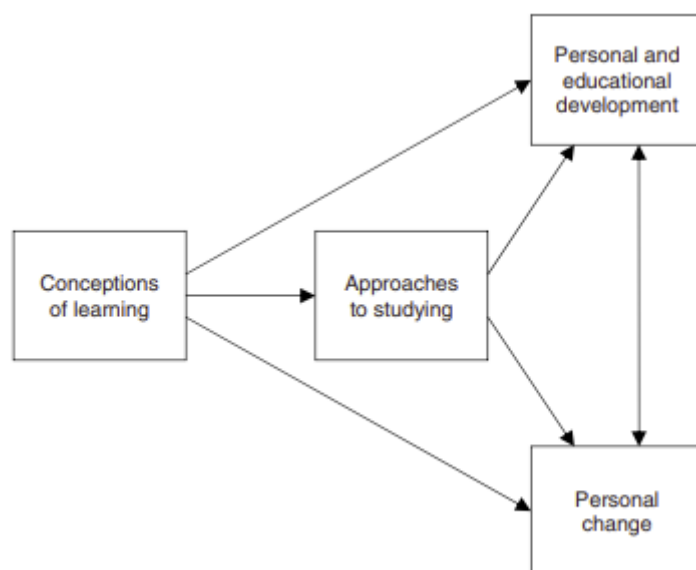 Personal and
educational
development
Conceptions
of learning
Approaches
to studying
Personal
change